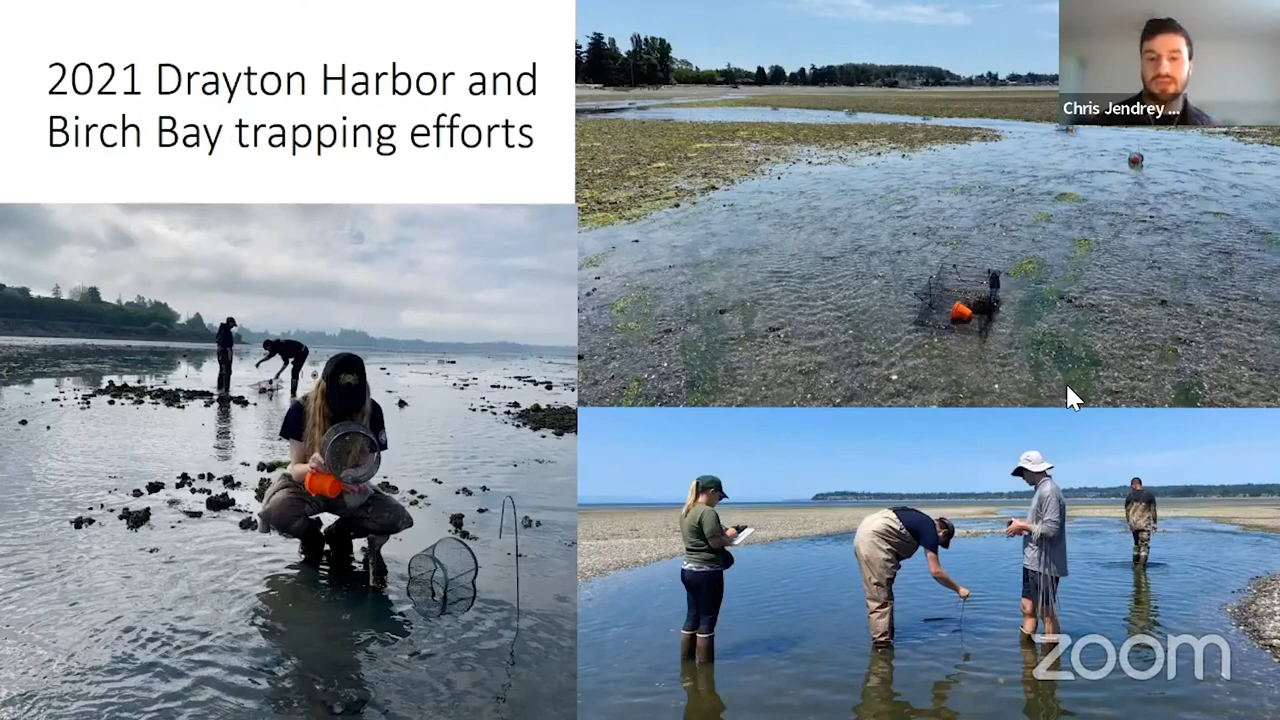 2021 Drayton Harbor and
Birch Bay trapping efforts
Chris Jendrey ...
zoom